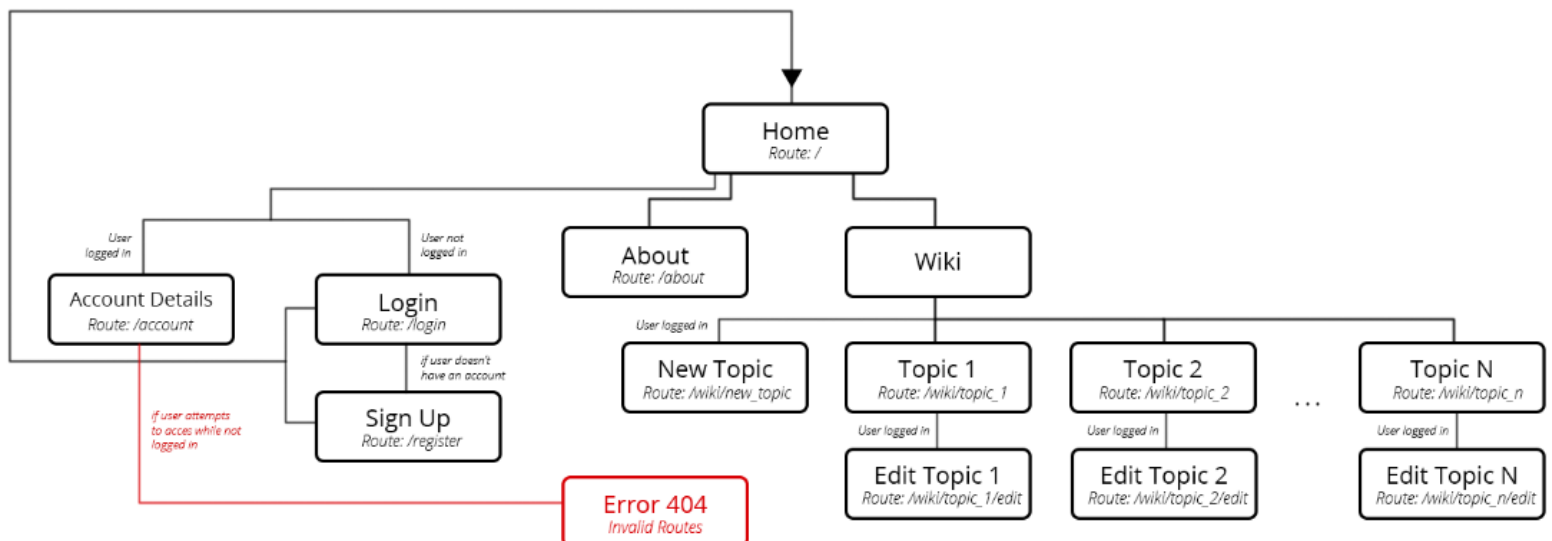 Home
Route: /
User
logged in
User not
logged in
About
Route: /about
Wiki
Account Details
Route: /account
Login
Route: /login
User logged in
if user doesn't
have an account
New Topic
Route: /wiki/new_topic
Topic 1
Route: /wiki/topic_1
Topic 2
Route: /wiki/topic_2
...
Topic N
Route: /wiki/topic_n
if user attempts
to acces while not
logged in
Sign Up
Route: /register
User logged in
User logged in
User logged in
Edit Topic 1
Route: /wiki/topic_1/edit
Edit Topic 2
Route: /wiki/topic_2/edit
Edit Topic N
Route: /wiki/topic_n/edit
Error 404
Invalid Routes